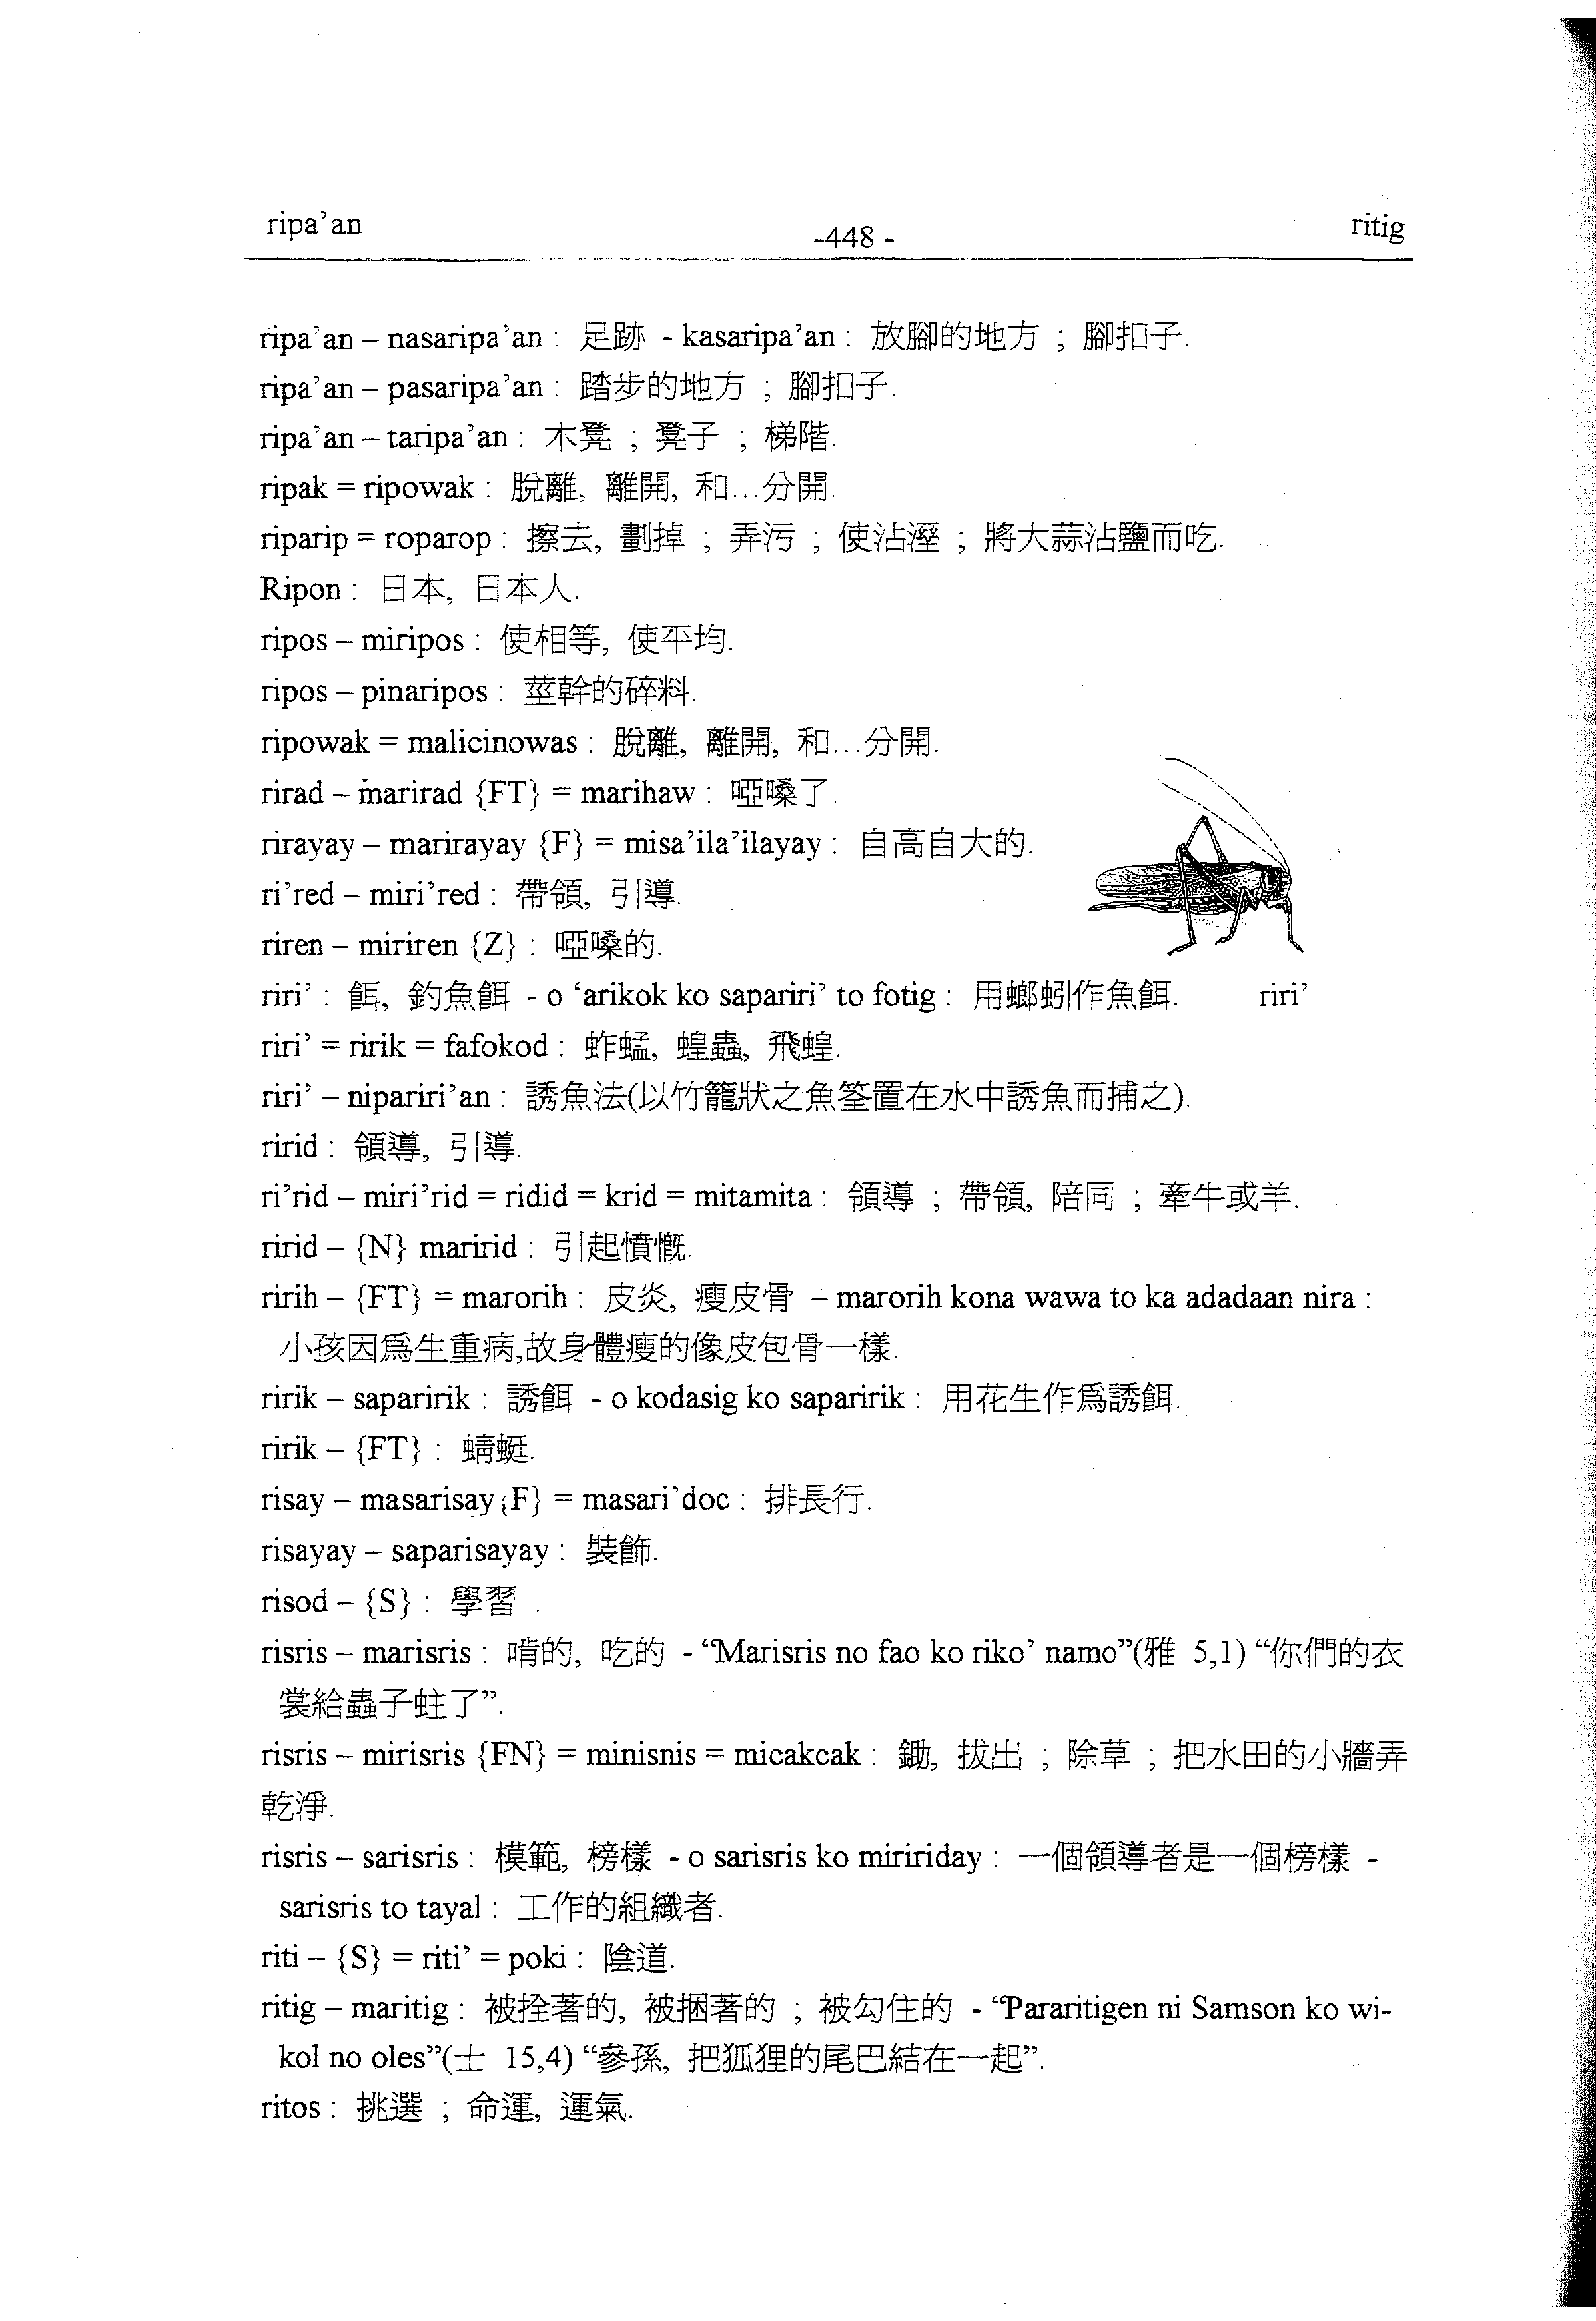 ripa’an
-448 -
ritig
ripa’an – nasaripa’an : 足跡 - kasaripa’an : 放腳的地方 ; 腳扣子.
ripa’an – pasaripa’an : 踏步的地方 ; 腳扣子.
ripa’an – taripa’an : 木凳 ; 凳子 ; 梯階.
ripak = ripowak : 脫離, 離開, 和...分開.
riparip = roparop : 擦去, 劃掉 ; 弄污 ; 使沾溼 ; 將大蒜沾鹽而吃.
Ripon : 日本, 日本人.
ripos – miripos : 使相等, 使平均.
ripos – pinaripos : 莖幹的碎料.
ripowak = malicinowas : 脫離, 離開, 和...分開.
rirad – marirad {FT} = marihaw : 啞嗓了.
rirayay – marirayay {F} = misa’ila’ilayay : 自高自大的.
ri’red – miri’red : 帶領, 引導.
riren – miriren {Z} : 啞嗓的.
riri’ : 餌, 釣魚餌 - o ‘arikok ko sapariri’ to fotig : 用螂蚓作魚餌. riri’
riri’ = ririk = fafokod : 蚱蜢, 蝗蟲, 飛蝗.
riri’ – nipariri’an : 誘魚法(以竹籠狀之魚筌置在水中誘魚而捕之).
ririd : 領導, 引導.
ri’rid – miri’rid = ridid = krid = mitamita : 領導 ; 帶領, 陪同 ; 牽牛或羊.
ririd – {N} maririd : 引起憤慨.
ririh – {FT} = marorih : 皮炎, 瘦皮骨 – marorih kona wawa to ka adadaan nira :
小孩因爲生重病,故身體瘦的像皮包骨一樣.
ririk – saparirik : 誘餌 - o kodasig ko saparirik : 用花生作爲誘餌.
ririk – {FT} : 蜻蜓.
risay – masarisay {F} = masari’doc : 排長行.
risayay – saparisayay : 裝飾.
risod – {S} : 學習 .
risris – marisris : 啃的, 吃的 - “Marisris no fao ko riko’ namo”(雅 5,1) “你們的衣
裳給蟲子蛀了”.
risris – mirisris {FN} = minisnis = micakcak : 鋤, 拔出 ; 除草 ; 把水田的小牆弄
乾淨.
risris – sarisris : 模範, 榜樣 - o sarisris ko miririday : 一個領導者是一個榜樣 -
sarisris to tayal : 工作的組織者.
riti – {S} = riti’ = poki : 陰道.
ritig – maritig : 被拴著的, 被捆著的 ; 被勾住的 - “Pararitigen ni Samson ko wi-
kol no oles”(士 15,4) “參孫, 把狐狸的尾巴結在一起”.
ritos : 挑選 ; 命運, 運氣.